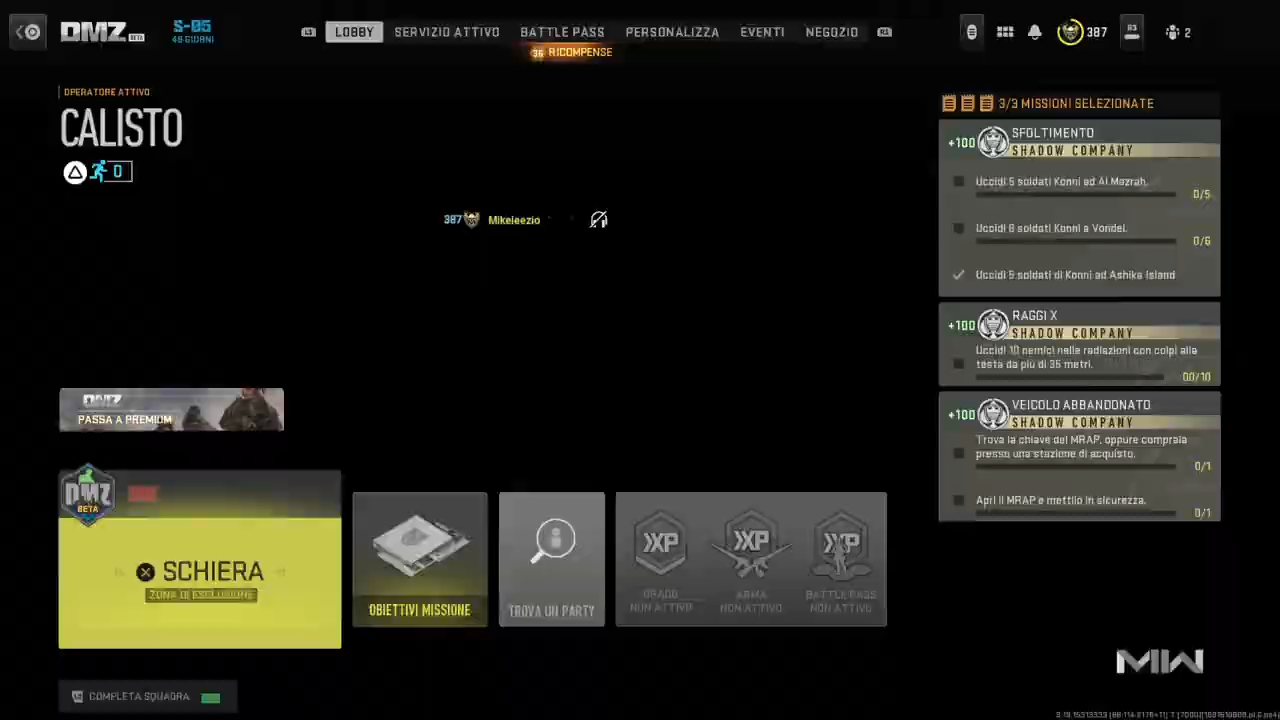 DMZ BETA
S-05
49 GIORNI
L1
LOBBY
SERVIZIO ATTIVO
BATTLE PASS
PERSONALIZZA
EVENTI
NEGOZIO
R1
36 RICOMPENSE
387
R3
2
OPERATORE ATTIVO
CALISTO
0
387 Mikeleezio
3/3 MISSIONI SELEZIONATE
+100 SFOLTIMENTO
SHADOW COMPANY
Uccidi 5 soldati Konni ad Al Mazrah.
0/5
Uccidi 6 soldati Konni a Vondel.
0/6
Uccidi 5 soldati di Konni ad Ashika Island
+100 RAGGI X
SHADOW COMPANY
Uccidi 10 nemici nelle radiazioni con colpi alla
testa da più di 35 metri.
00/10
+100 VEICOLO ABBANDONATO
SHADOW COMPANY
Trova la chiave del MRAP, oppure comprala
presso una stazione di acquisto.
0/1
Apri il MRAP e mettilo in sicurezza.
0/1
DMZ
PASSA A PREMIUM
DMZ
BETA
SCHIERA
ZONA DI ESCLUSIONE
OBIETTIVI MISSIONE
TROVA UN PARTY
XP
GRADO
NON ATTIVO
XP
ARMA
NON ATTIVO
XP
BATTLE PASS
NON ATTIVO
COMPLETA SQUADRA
MW